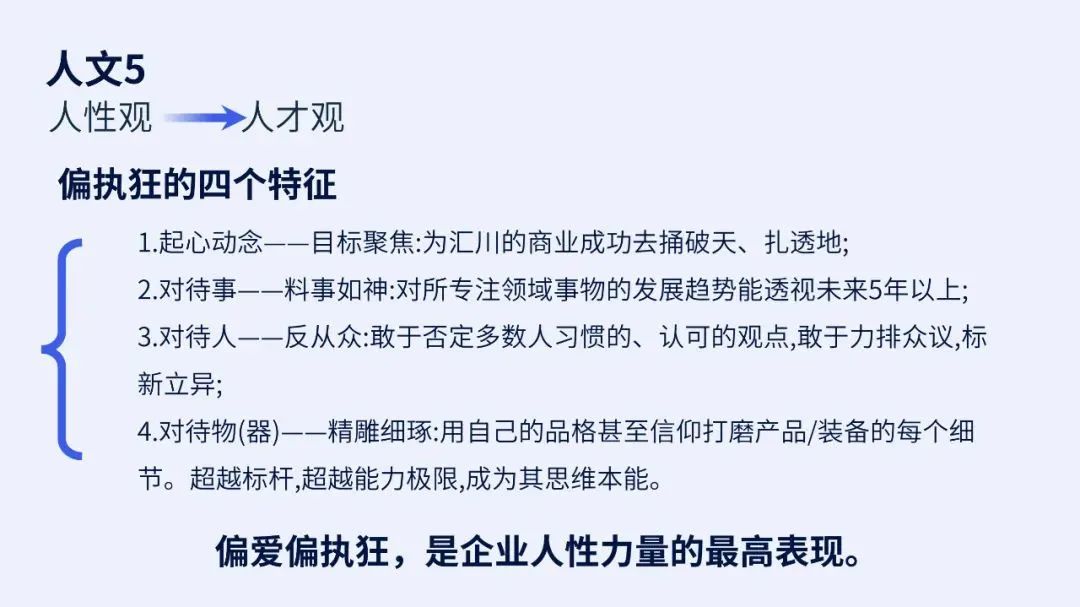 人文5
人性观 人才观
偏执狂的四个特征
1.起心动念——目标聚焦:为汇川的商业成功去捅破天、扎透地;
2.对待事——料事如神:对所专注领域事物的发展趋势能透视未来5年以上;
3.对待人——反从众:敢于否定多数人习惯的、认可的观点,敢于力排众议,标
新立异;
4.对待物(器)——精雕细琢:用自己的品格甚至信仰打磨产品/装备的每个细
节。超越标杆,超越能力极限,成为其思维本能。
偏爱偏执狂，是企业人性力量的最高表现。